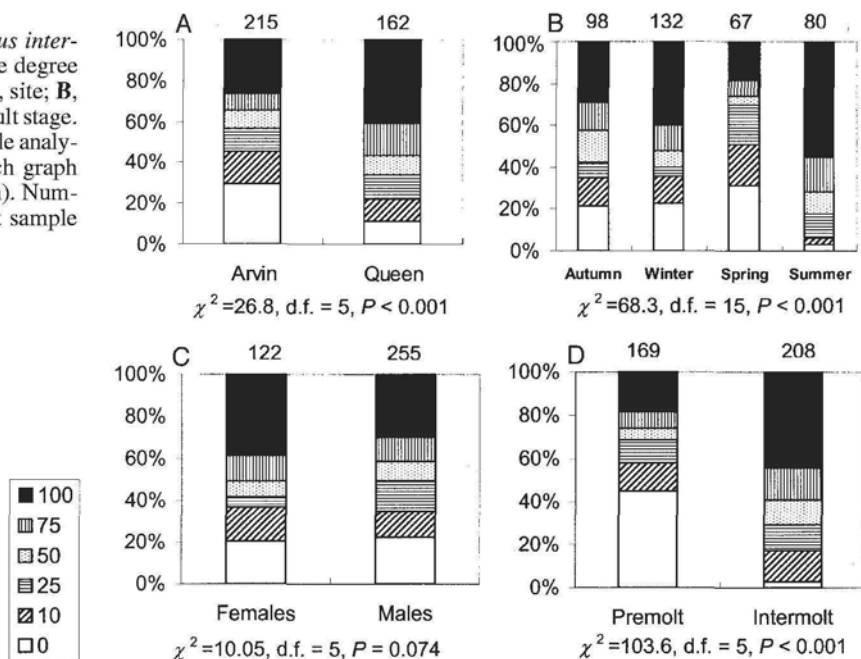 us inter-
e degree
, site; B,
ult stage.
le analy-
ch graph
). Num-
t sample
A 215 162
100%
80%
60%
40%
20%
0%
Arvin Queen
χ²=26.8, d.f. = 5, P < 0.001
B 98 132 67 80
100%
80%
60%
40%
20%
0%
Autumn Winter Spring Summer
χ²=68.3, d.f. = 15, P < 0.001
C 122 255
100%
80%
60%
40%
20%
0%
Females Males
χ²=10.05, d.f. = 5, P = 0.074
D 169 208
100%
80%
60%
40%
20%
0%
Premolt Intermolt
χ²=103.6, d.f. = 5, P < 0.001
100
75
50
25
10
0